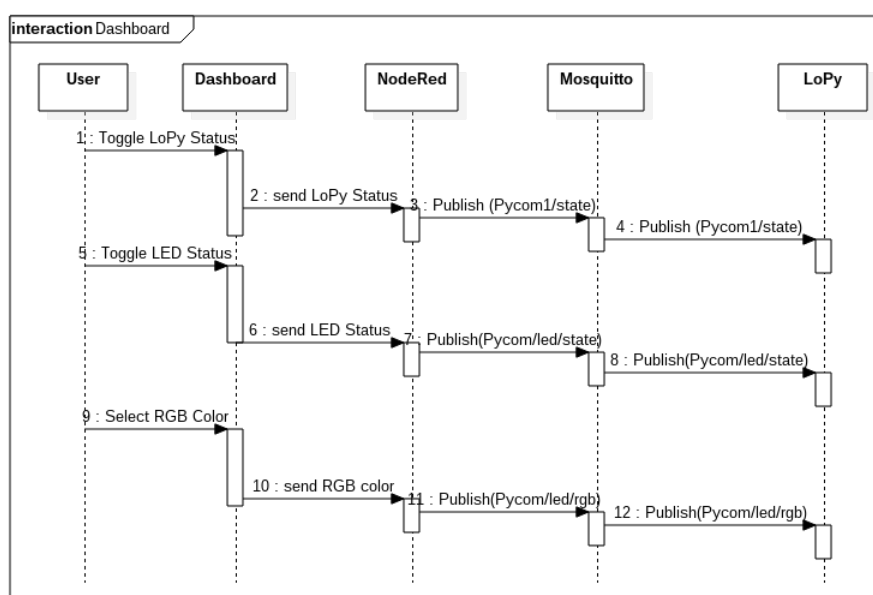 interaction Dashboard
User
Dashboard
NodeRed
Mosquitto
LoPy
1 : Toggle LoPy Status
2 : send LoPy Status
3 : Publish (Pycom1/state)
4 : Publish (Pycom1/state)
5 : Toggle LED Status
6 : send LED Status
7 : Publish(Pycom/led/state)
8 : Publish(Pycom/led/state)
9 : Select RGB Color
10 : send RGB color
11 : Publish(Pycom/led/rgb)
12 : Publish(Pycom/led/rgb)